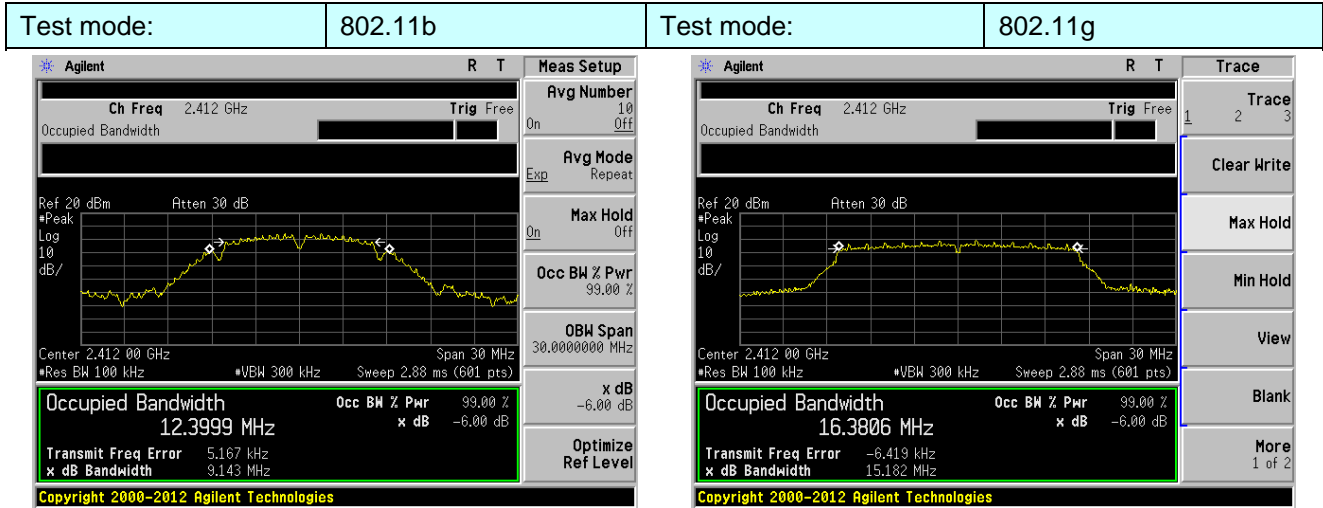 Test mode: 802.11b Test mode: 802.11g
Agilent R T Meas Setup
Ch Freq 2.412 GHz Trig Free
Occupied Bandwidth
Ref 20 dBm Atten 30 dB
#Peak
Log
10
dB/
Center 2.412 00 GHz Span 30 MHz
#Res BW 100 kHz #VBW 300 kHz Sweep 2.88 ms (601 pts)
Occupied Bandwidth Occ BW % Pwr 99.00 %
12.3999 MHz x dB -6.00 dB
Transmit Freq Error 5.167 kHz
x dB Bandwidth 9.143 MHz
Copyright 2000-2012 Agilent Technologies
Avg Number
10
On Off
Avg Mode
Exp Repeat
Max Hold
On Off
Occ BW % Pwr
99.00 %
OBW Span
30.0000000 MHz
x dB
-6.00 dB
Optimize
Ref Level
Agilent R T Trace
Ch Freq 2.412 GHz Trig Free
Occupied Bandwidth
Ref 20 dBm Atten 30 dB
#Peak
Log
10
dB/
Center 2.412 00 GHz Span 30 MHz
#Res BW 100 kHz #VBW 300 kHz Sweep 2.88 ms (601 pts)
Occupied Bandwidth Occ BW % Pwr 99.00 %
16.3806 MHz x dB -6.00 dB
Transmit Freq Error -6.419 kHz
x dB Bandwidth 15.182 MHz
Copyright 2000-2012 Agilent Technologies
Trace
1 2 3
Clear Write
Max Hold
Min Hold
View
Blank
More
1 of 2